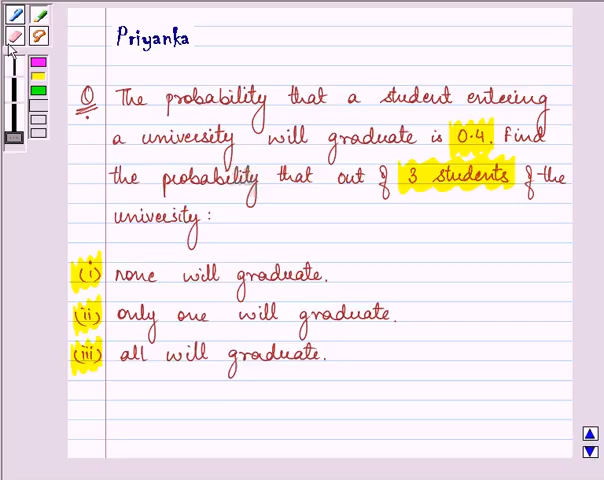 Priyanka
Q The probability that a student entering
a university will graduate is 0.4. Find
the probability that out of 3 students of the
university:
(i) none will graduate.
(ii) only one will graduate.
(iii) all will graduate.